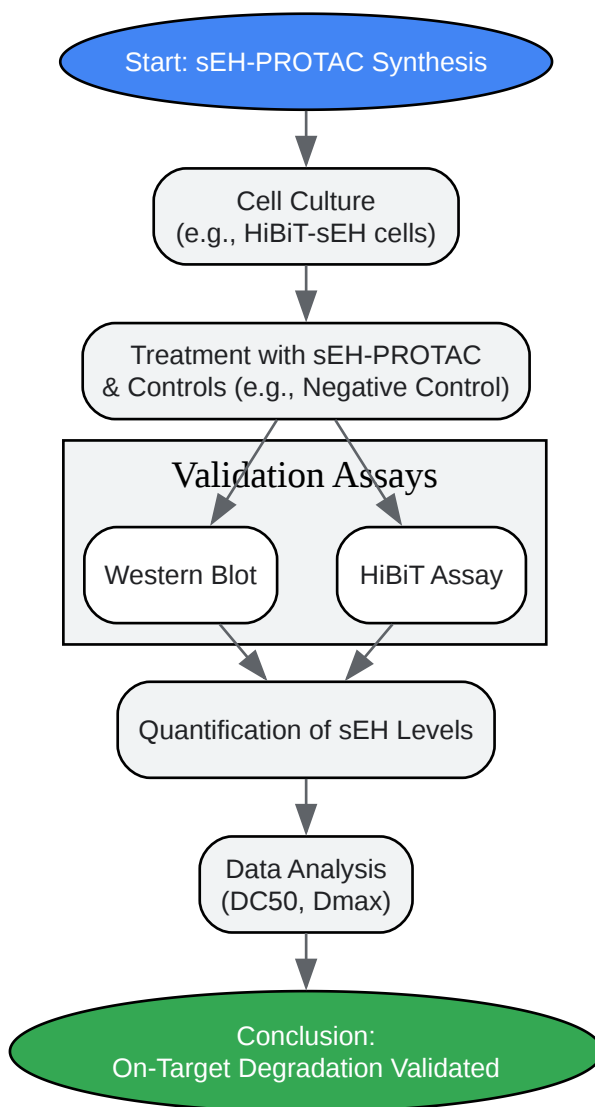 Start: sEH-PROTAC Synthesis
Cell Culture
(e.g., HiBiT-sEH cells)
Treatment with sEH-PROTAC
& Controls (e.g., Negative Control)
Validation Assays
Western Blot
HiBiT Assay
Quantification of sEH Levels
Data Analysis
(DC50, Dmax)
Conclusion:
On-Target Degradation Validated